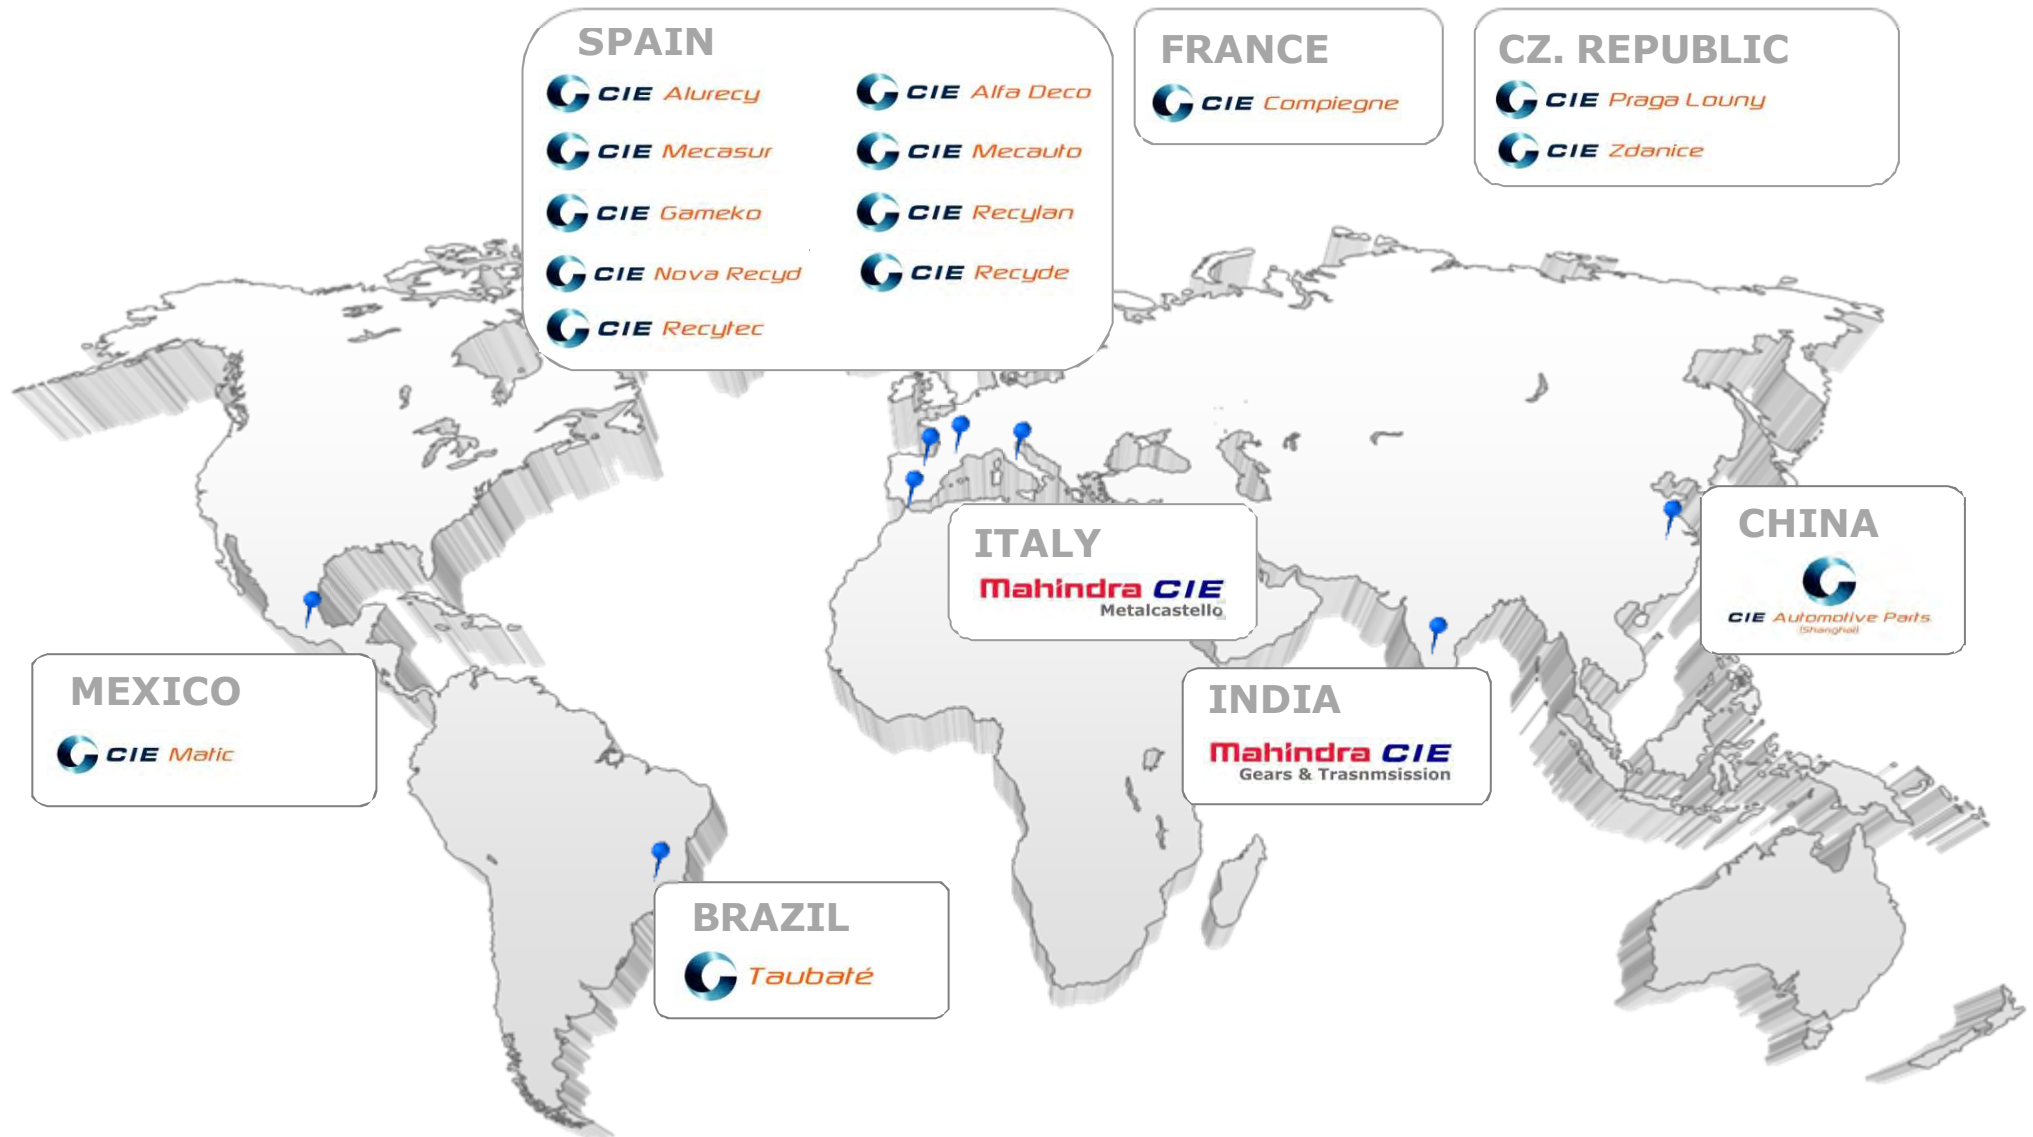 SPAIN
CIE Alurecy
CIE Alfa Deco
CIE Mecasur
CIE Mecauto
CIE Gameko
CIE Recylan
CIE Nova Recyd
CIE Recyde
CIE Recytec
FRANCE
CIE Compiegne
CZ. REPUBLIC
CIE Praga Louny
CIE Zdanice
ITALY
Mahindra CIE
Metalcastello
CHINA
CIE Automotive Parts
(Shanghai)
MEXICO
CIE Matic
INDIA
Mahindra CIE
Gears & Trasnmsission
BRAZIL
Taubaté